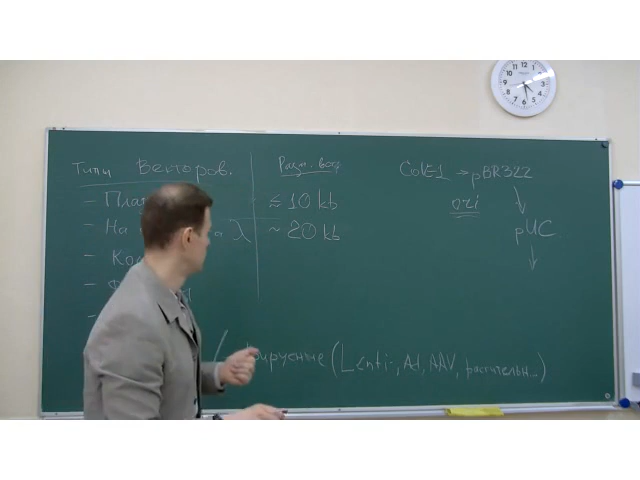 Типы Векторов.
Разм. вст
ColE1 → pBR322
– Пла
≤ 10 kb
ori
– На λ
~ 20 kb
pUC
– Ко
вирусные (Lenti-, Ad, AAV, растительн...)